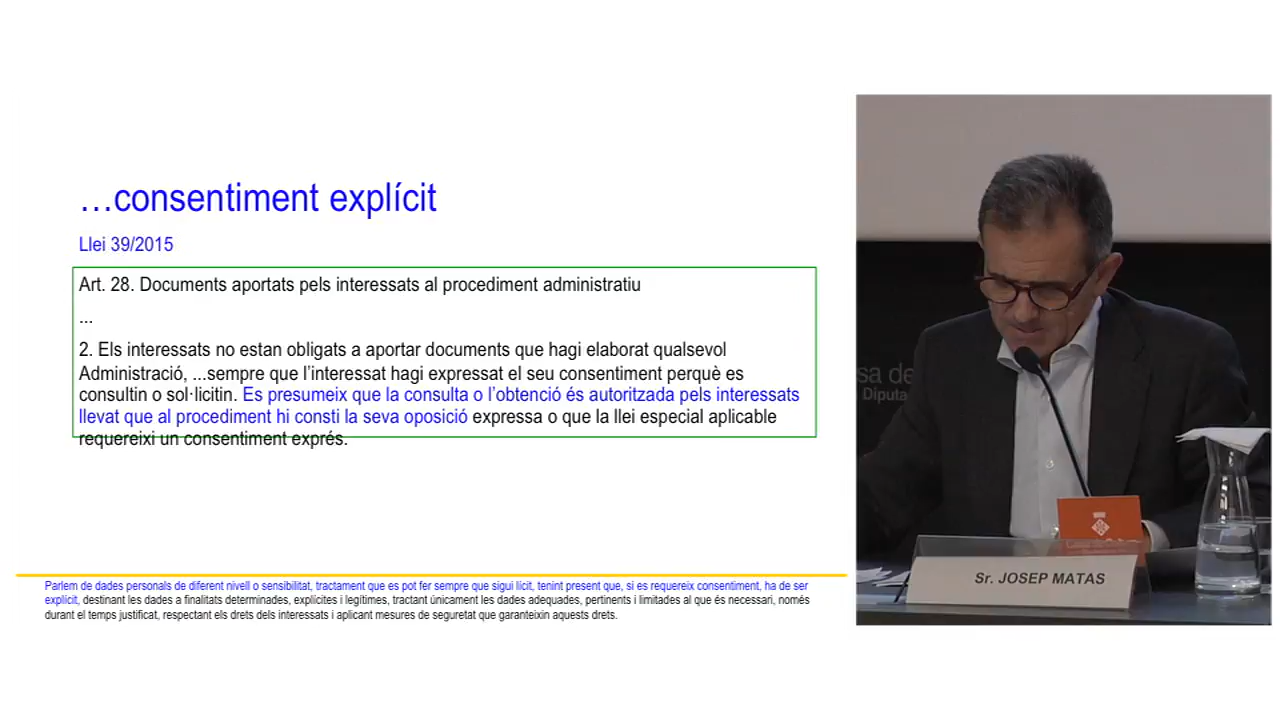 …consentiment explícit
Llei 39/2015
Art. 28. Documents aportats pels interessats al procediment administratiu
...
2. Els interessats no estan obligats a aportar documents que hagi elaborat qualsevol
Administració, ...sempre que l’interessat hagi expressat el seu consentiment perquè es
consultin o sol·licitin. Es presumeix que la consulta o l’obtenció és autoritzada pels interessats
llevat que al procediment hi consti la seva oposició expressa o que la llei especial aplicable
requereixi un consentiment exprés.
Parlem de dades personals de diferent nivell o sensibilitat, tractament que es pot fer sempre que sigui lícit, tenint present que, si es requereix consentiment, ha de ser
explícit, destinant les dades a finalitats determinades, explícites i legítimes, tractant únicament les dades adequades, pertinents i limitades al que és necessari, només
durant el temps justificat, respectant els drets dels interessats i aplicant mesures de seguretat que garanteixin aquests drets.
sa de
Diputa
Sr. JOSEP MATAS